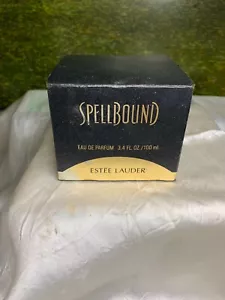 SPELLBOUND
EAU DE PARFUM 3.4 FL.OZ./100 ml
ESTĒE LAUDER